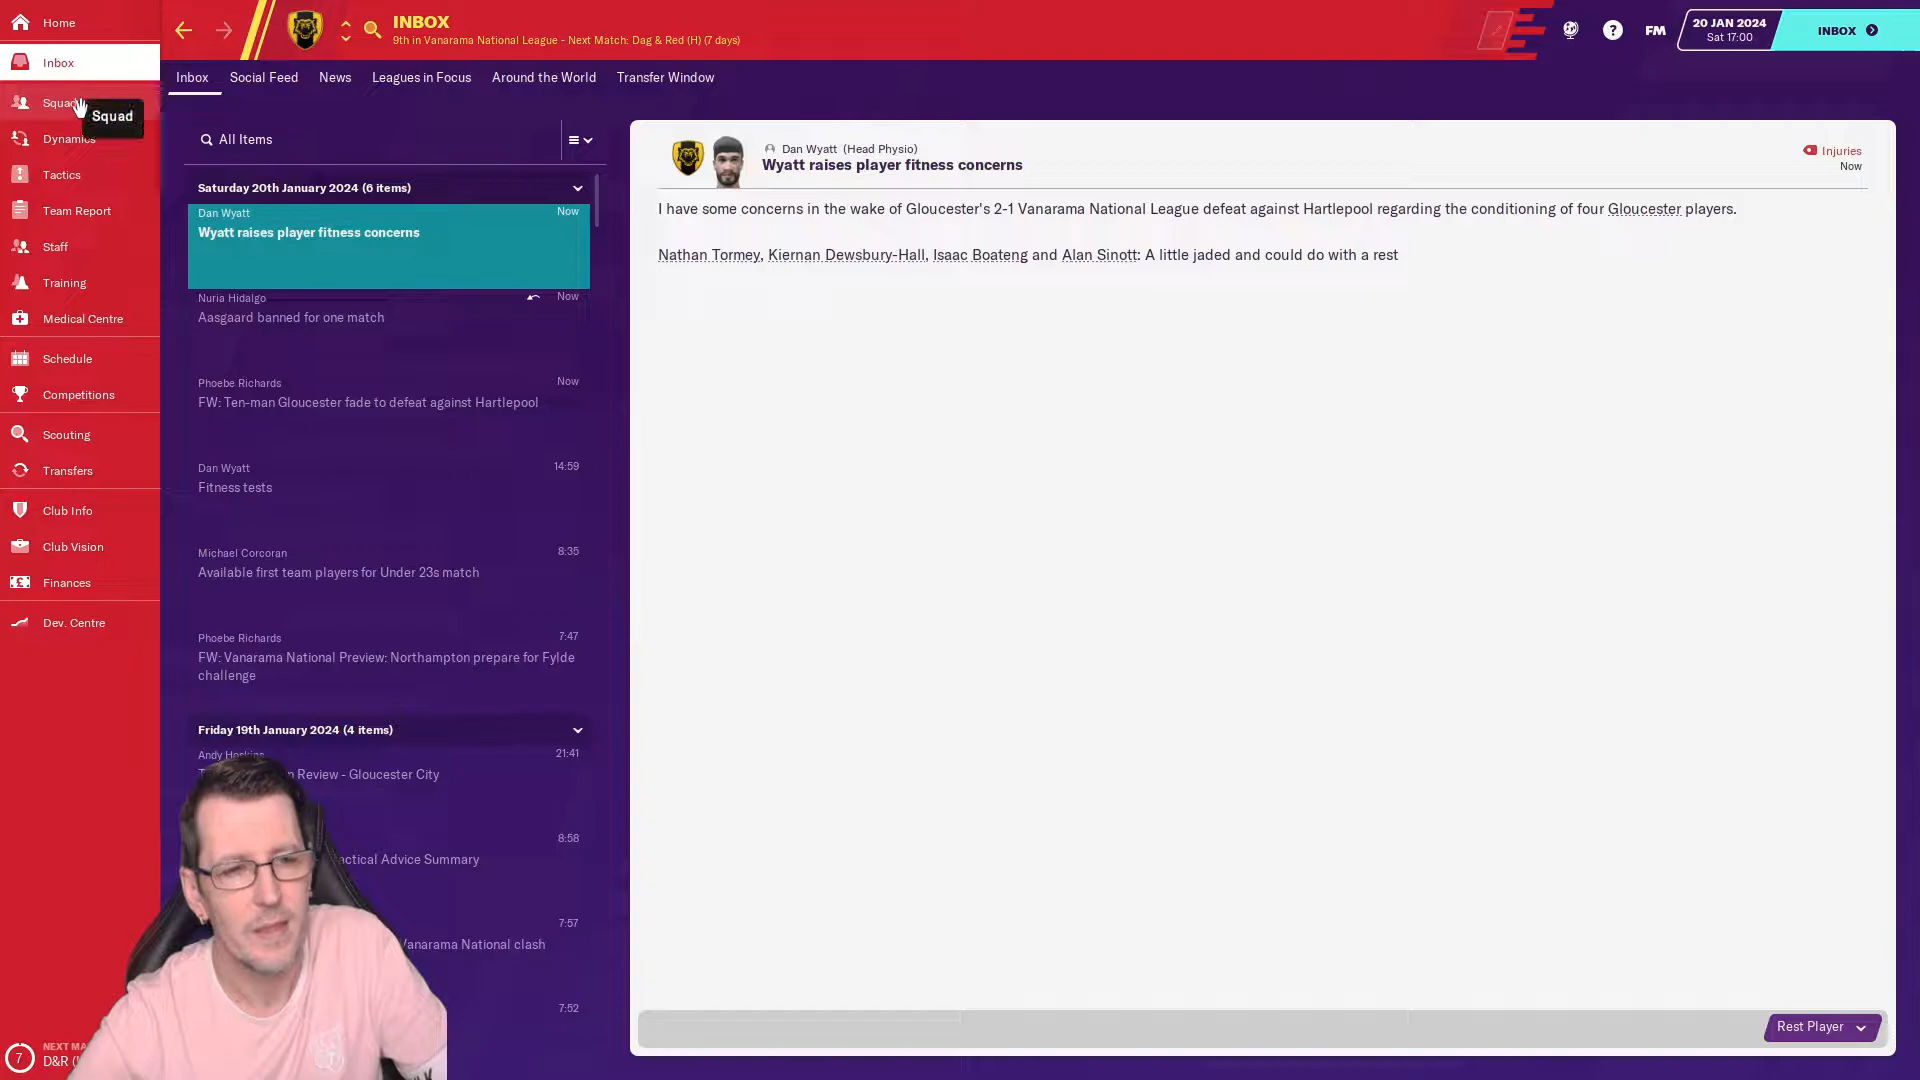 Home
Inbox
Squad
Squad
Dynamics
Tactics
Team Report
Staff
Training
Medical Centre
Schedule
Competitions
Scouting
Transfers
Club Info
Club Vision
Finances
Dev. Centre
7
NEXT MA
D&R (
INBOX
9th in Vanarama National League - Next Match: Dag & Red (H) (7 days)
?
FM
20 JAN 2024
Sat 17:00
INBOX
Inbox Social Feed News Leagues in Focus Around the World Transfer Window
All Items
Saturday 20th January 2024 (6 items)
Dan Wyatt Now
Wyatt raises player fitness concerns
Nuria Hidalgo Now
Aasgaard banned for one match
Phoebe Richards Now
FW: Ten-man Gloucester fade to defeat against Hartlepool
Dan Wyatt 14:59
Fitness tests
Michael Corcoran 8:35
Available first team players for Under 23s match
Phoebe Richards 7:47
FW: Vanarama National Preview: Northampton prepare for Fylde
challenge
Friday 19th January 2024 (4 items)
Andy 21:41
Review - Gloucester City
8:58
actical Advice Summary
7:57
Vanarama National clash
7:52
Dan Wyatt (Head Physio)
Wyatt raises player fitness concerns
Injuries
Now
I have some concerns in the wake of Gloucester's 2-1 Vanarama National League defeat against Hartlepool regarding the conditioning of four Gloucester players.
Nathan Tormey, Kiernan Dewsbury-Hall, Isaac Boateng and Alan Sinott: A little jaded and could do with a rest
Rest Player